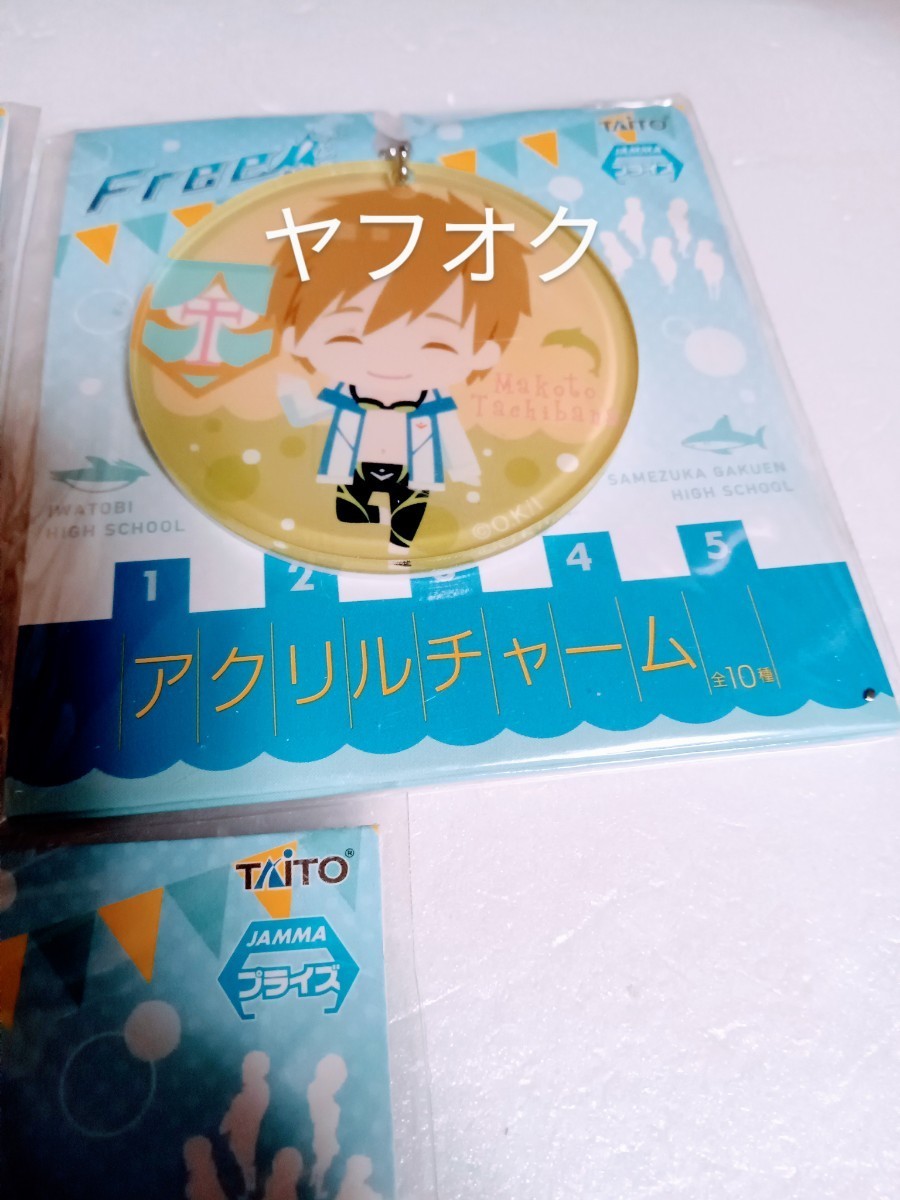 Free!
TAITO
JAMMA
プライズ
ヤフオク
Makoto
Tachibana
IWATOBI
HIGH SCHOOL
SAMEZUKA GAKUEN
HIGH SCHOOL
©O.K.!!
1 2 3 4 5
アクリルチャーム
全10種
TAITO®
JAMMA
プライズ